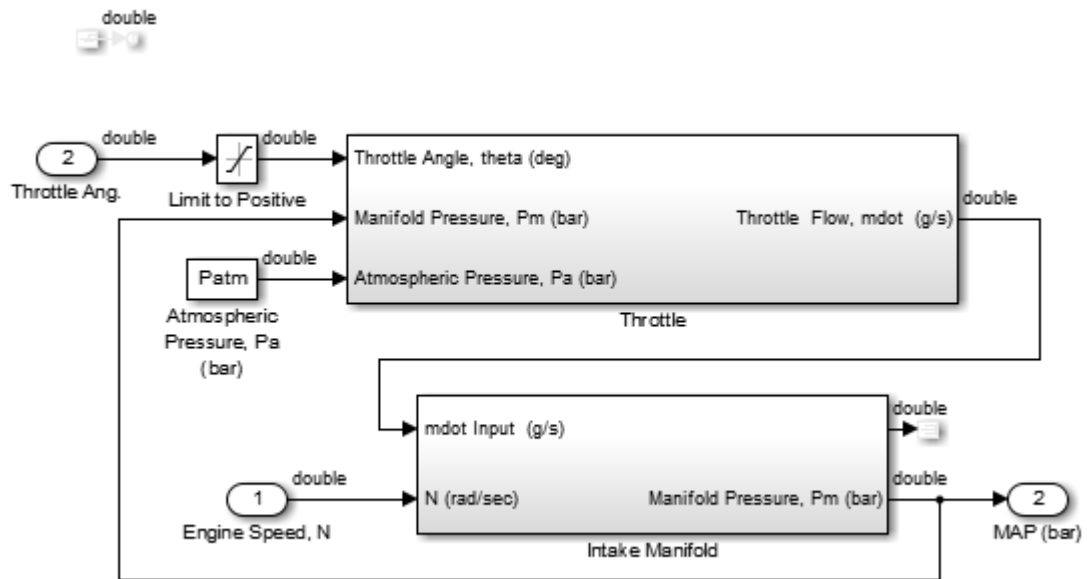 double
double
double
2
Throttle Ang.
Limit to Positive
Throttle Angle, theta (deg)
Manifold Pressure, Pm (bar)
Throttle Flow, mdot (g/s)
double
double
Patm
Atmospheric Pressure, Pa (bar)
Atmospheric
Pressure, Pa
(bar)
Throttle
mdot Input (g/s)
double
double
1
Engine Speed, N
N (rad/sec)
Manifold Pressure, Pm (bar)
double
2
MAP (bar)
Intake Manifold